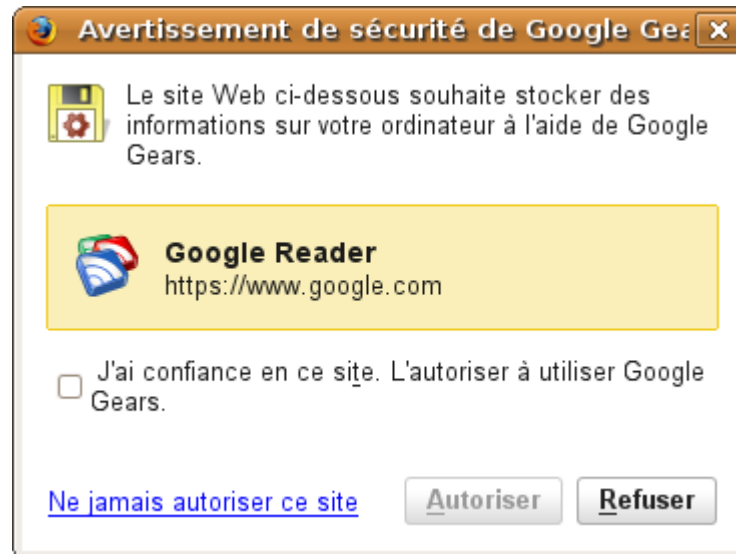 Avertissement de sécurité de Google Gea
Le site Web ci-dessous souhaite stocker des
informations sur votre ordinateur à l'aide de Google
Gears.
Google Reader
https://www.google.com
J'ai confiance en ce site. L'autoriser à utiliser Google
Gears.
Ne jamais autoriser ce site
Autoriser
Refuser